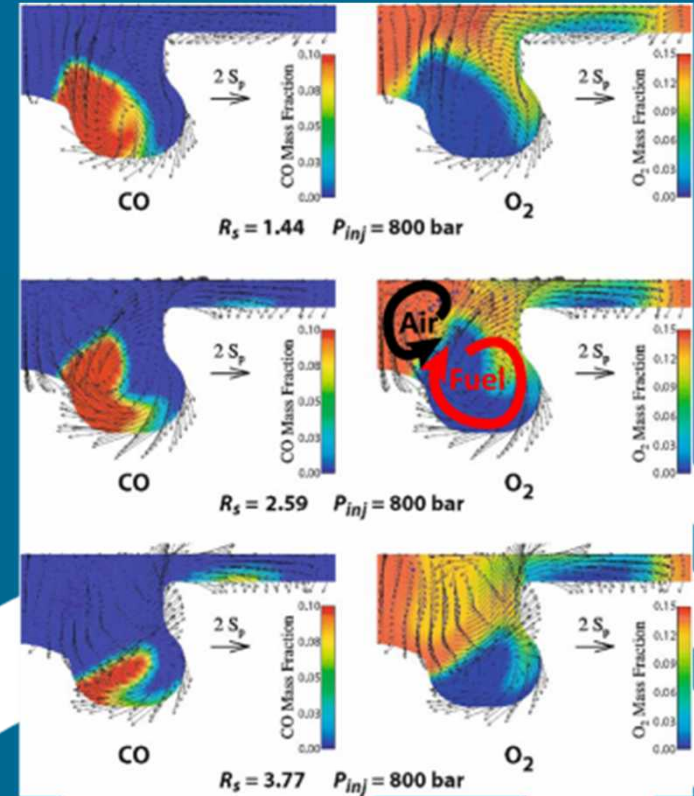 0.10
0.08
0.05
0.03
0.00
CO Mass Fraction
2 Sp
CO
0.15
0.12
0.09
0.06
0.03
0.00
O2 Mass Fraction
2 Sp
O2
Rs = 1.44 Pinj = 800 bar
0.10
0.08
0.05
0.03
0.00
CO Mass Fraction
2 Sp
CO
Air
Fuel
0.15
0.12
0.09
0.06
0.03
0.00
O2 Mass Fraction
2 Sp
O2
Rs = 2.59 Pinj = 800 bar
0.10
0.08
0.05
0.03
0.00
CO Mass Fraction
2 Sp
CO
0.15
0.12
0.09
0.06
0.03
0.00
O2 Mass Fraction
2 Sp
O2
Rs = 3.77 Pinj = 800 bar